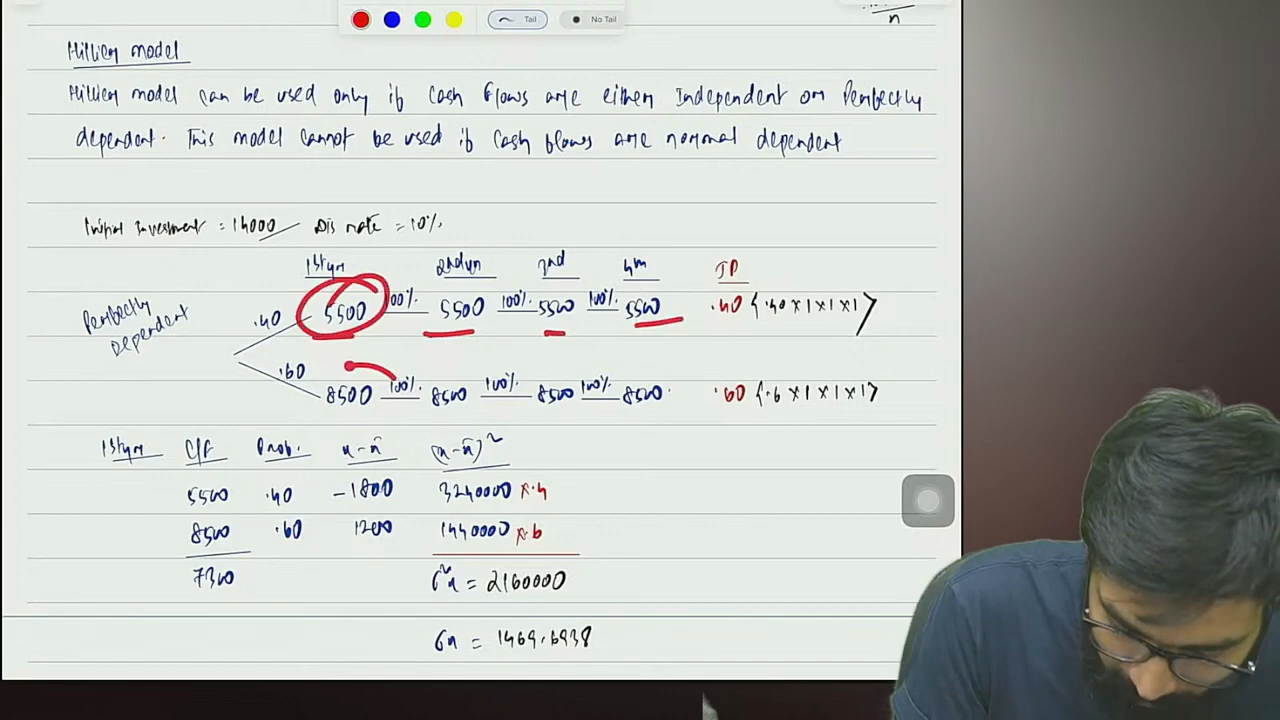 Tail No Tail
n
Hillier model
Hillier model can be used only if Cash flows are either Independent or Perfectly
dependent. This model cannot be used if Cash flows are normal dependent
Initial Investment = 14000 Dis rate = 10%
1st yr 2nd yr 3rd 4th JP
Perfectly Dependent
.40 5500 100% 5500 100% 5500 100% 5500 .40 {.40 x 1 x 1 x 1}
.60 8500 100% 8500 100% 8500 100% 8500 .60 {.6 x 1 x 1 x 1}
1st yr C/F Prob. x-x̄ (x-x̄)²
5500 .40 -1800 3240000 x.4
8500 .60 1200 1440000 x.6
7300 σ²x = 2160000
σx = 1469.6938